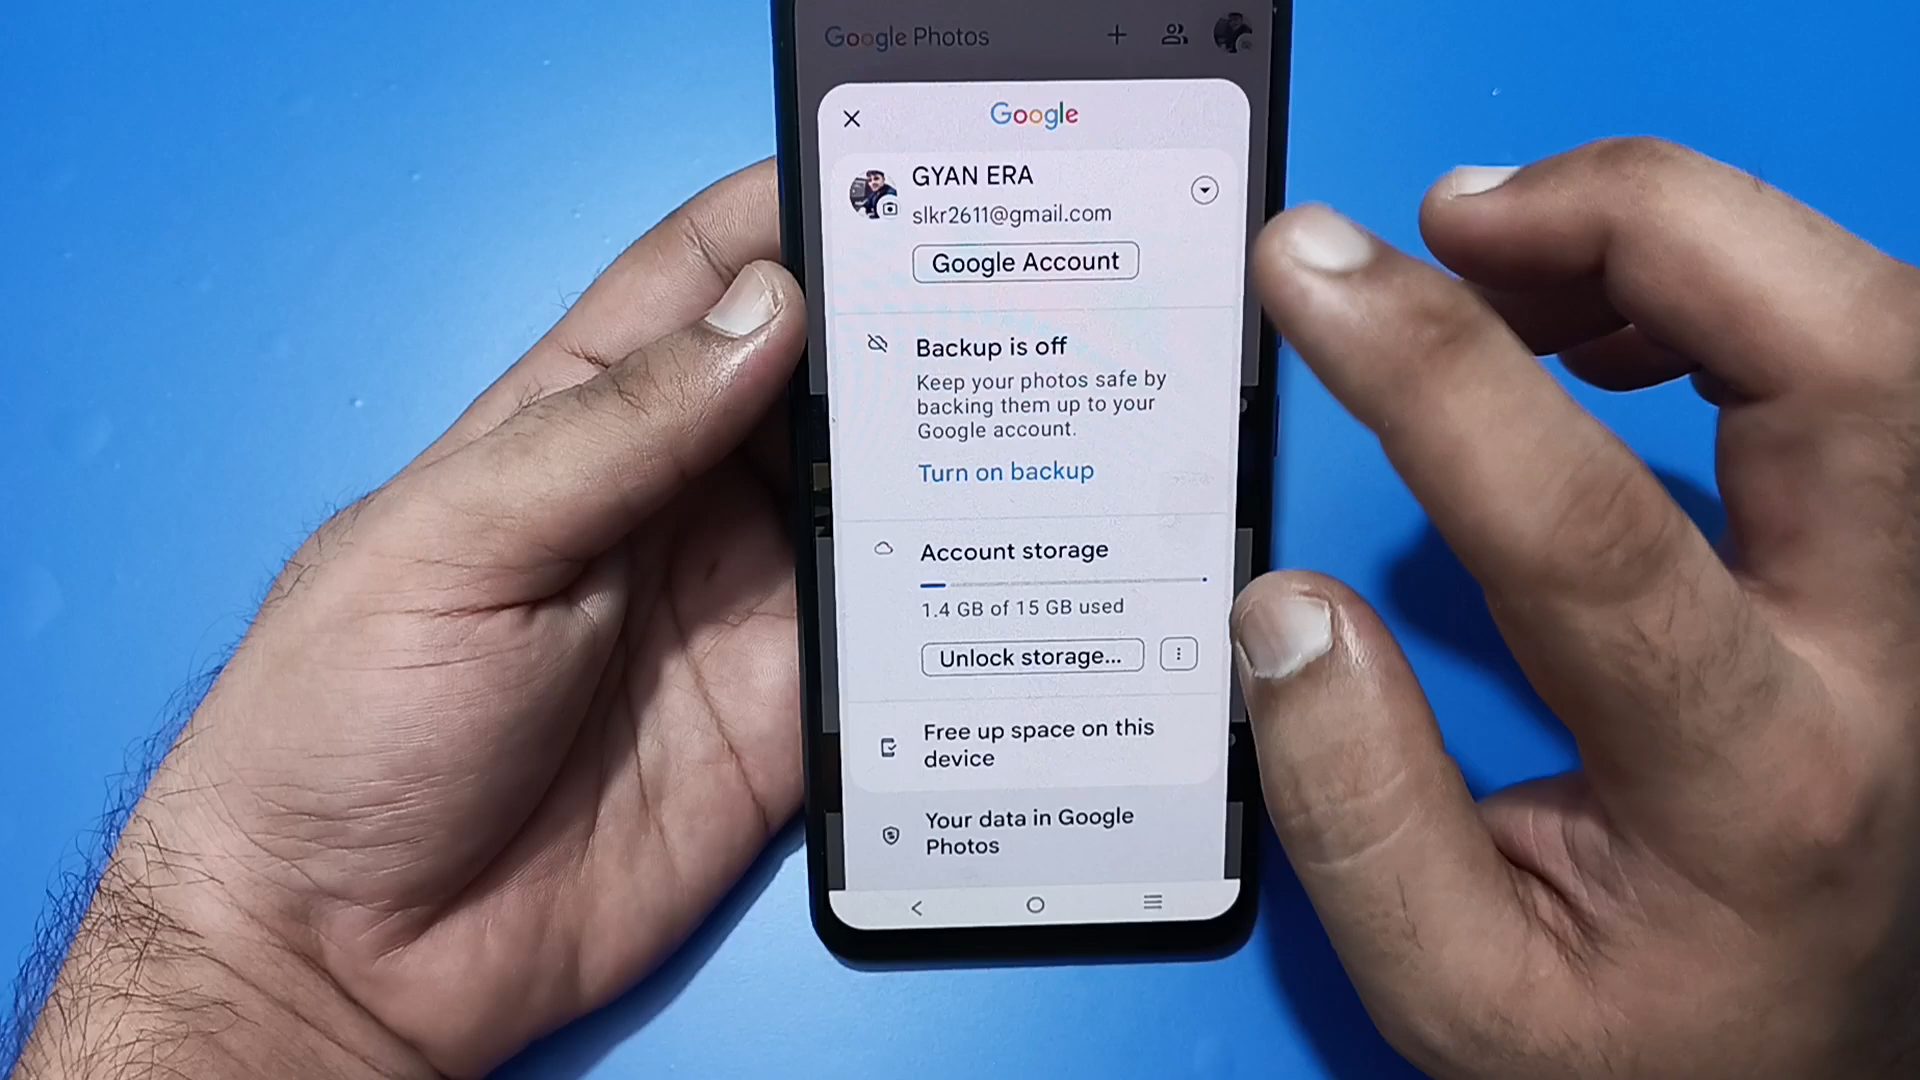 Google Photos
Google
GYAN ERA
slkr2611@gmail.com
Google Account
Backup is off
Keep your photos safe by
backing them up to your
Google account.
Turn on backup
Account storage
1.4 GB of 15 GB used
Unlock storage...
Free up space on this
device
Your data in Google
Photos